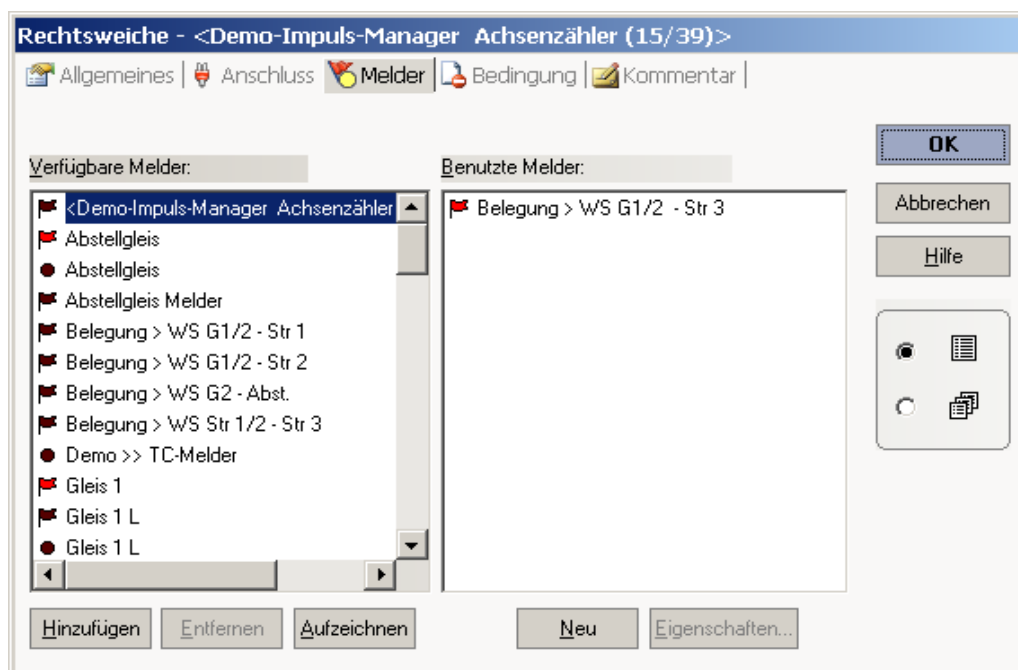 Rechtsweiche - <Demo-Impuls-Manager Achsenzähler (15/39)>
Allgemeines Anschluss Melder Bedingung Kommentar
Verfügbare Melder:
<Demo-Impuls-Manager Achsenzähler
Abstellgleis
Abstellgleis
Abstellgleis Melder
Belegung > WS G1/2 - Str 1
Belegung > WS G1/2 - Str 2
Belegung > WS G2 - Abst.
Belegung > WS Str 1/2 - Str 3
Demo >> TC-Melder
Gleis 1
Gleis 1 L
Gleis 1 L
Hinzufügen Entfernen Aufzeichnen
Benutzte Melder:
Belegung > WS G1/2 - Str 3
Neu Eigenschaften...
OK
Abbrechen
Hilfe